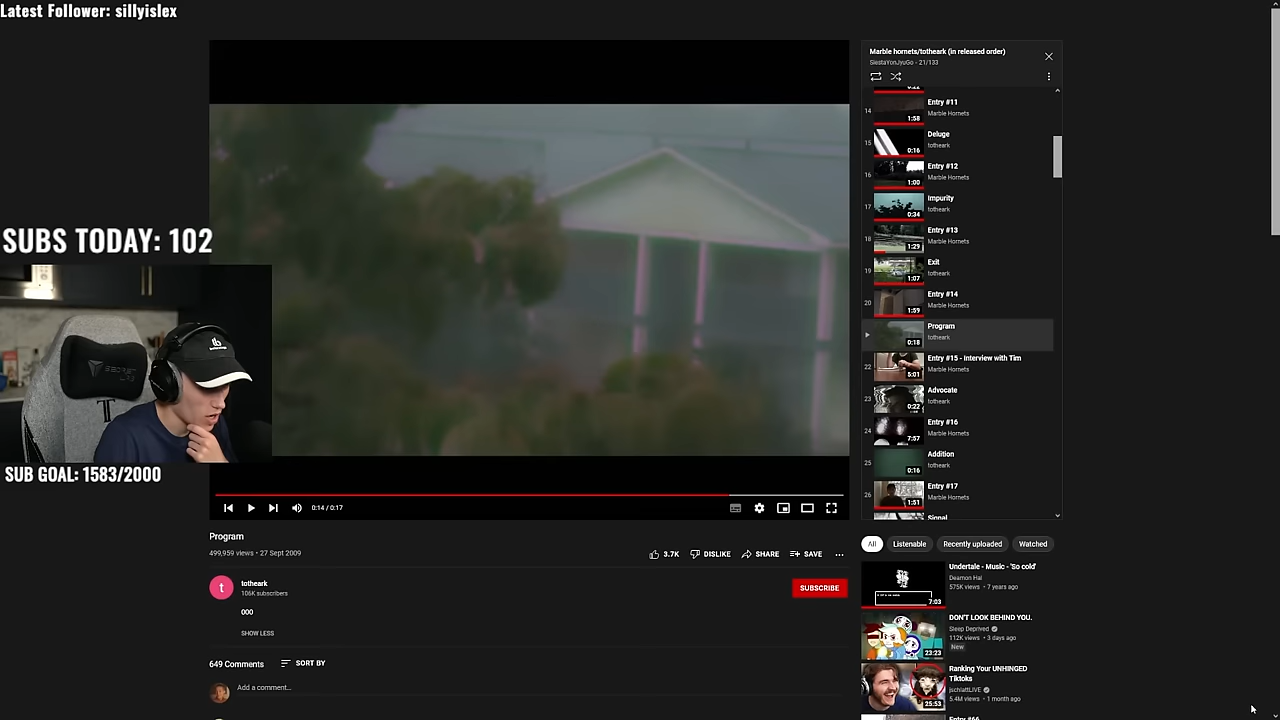 Latest Follower: sillyislex
SUBS TODAY: 102
SUB GOAL: 1583/2000
0:14 / 0:17
Program
499,959 views • 27 Sept 2009
3.7K
DISLIKE
SHARE
SAVE
t
totheark
106K subscribers
SUBSCRIBE
000
SHOW LESS
649 Comments
SORT BY
Add a comment...
Marble hornets/totheark (in released order)
SiestaYonJyuGo - 21/133
14
Entry #11
Marble Hornets
1:58
15
Deluge
totheark
0:16
16
Entry #12
Marble Hornets
1:00
17
Impurity
totheark
0:34
18
Entry #13
Marble Hornets
1:29
19
Exit
totheark
1:07
20
Entry #14
Marble Hornets
1:59
Program
totheark
0:18
22
Entry #15 - Interview with Tim
Marble Hornets
5:01
23
Advocate
totheark
0:22
24
Entry #16
Marble Hornets
7:57
25
Addition
totheark
0:16
26
Entry #17
Marble Hornets
1:51
Signal
All
Listenable
Recently uploaded
Watched
Undertale - Music - 'So cold'
Deamon Hal
575K views • 7 years ago
7:03
DON'T LOOK BEHIND YOU.
Sleep Deprived
112K views • 3 days ago
New
23:23
Ranking Your UNHINGED
Tiktoks
jschlattLIVE
5.4M views • 1 month ago
25:53
Entry #66